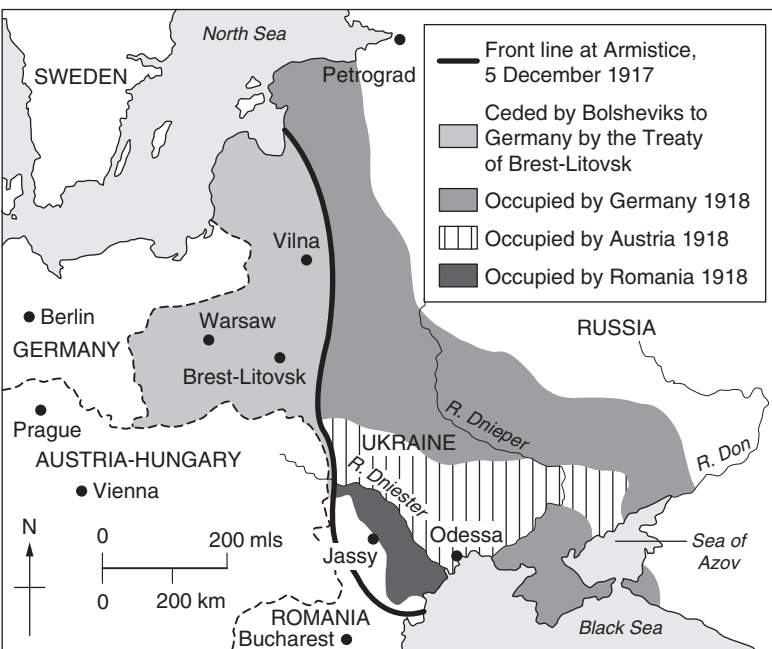 North Sea
SWEDEN
Petrograd
Front line at Armistice,
5 December 1917
Ceded by Bolsheviks to
Germany by the Treaty
of Brest-Litovsk
Occupied by Germany 1918
Occupied by Austria 1918
Occupied by Romania 1918
Vilna
Berlin
Warsaw
GERMANY
RUSSIA
Brest-Litovsk
Prague
R. Dnieper
UKRAINE
AUSTRIA-HUNGARY
R. Don
Vienna
R. Dniester
N
0
200 mls
0
200 km
Jassy
Odessa
Sea of
Azov
ROMANIA
Bucharest
Black Sea